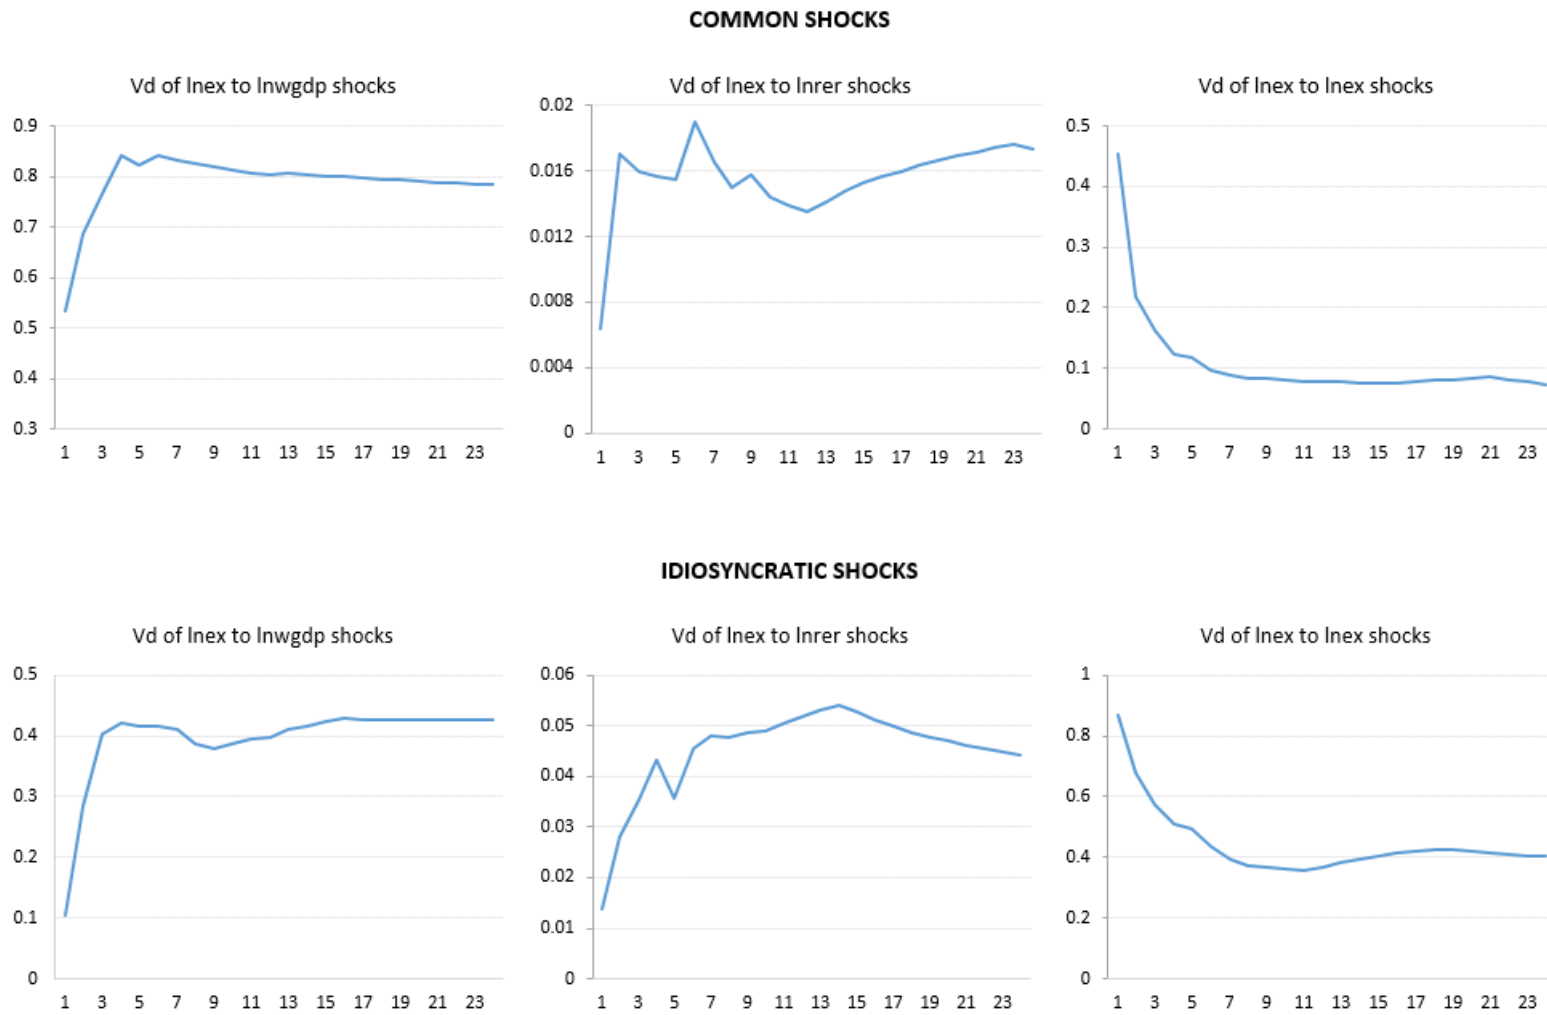 COMMON SHOCKS
Vd of lnex to lnwgdp shocks
0.9
0.8
0.7
0.6
0.5
0.4
0.3
1 3 5 7 9 11 13 15 17 19 21 23
Vd of lnex to lnrer shocks
0.02
0.016
0.012
0.008
0.004
0
1 3 5 7 9 11 13 15 17 19 21 23
Vd of lnex to lnex shocks
0.5
0.4
0.3
0.2
0.1
0
1 3 5 7 9 11 13 15 17 19 21 23
IDIOSYNCRATIC SHOCKS
Vd of lnex to lnwgdp shocks
0.5
0.4
0.3
0.2
0.1
0
1 3 5 7 9 11 13 15 17 19 21 23
Vd of lnex to lnrer shocks
0.06
0.05
0.04
0.03
0.02
0.01
0
1 3 5 7 9 11 13 15 17 19 21 23
Vd of lnex to lnex shocks
1
0.8
0.6
0.4
0.2
0
1 3 5 7 9 11 13 15 17 19 21 23